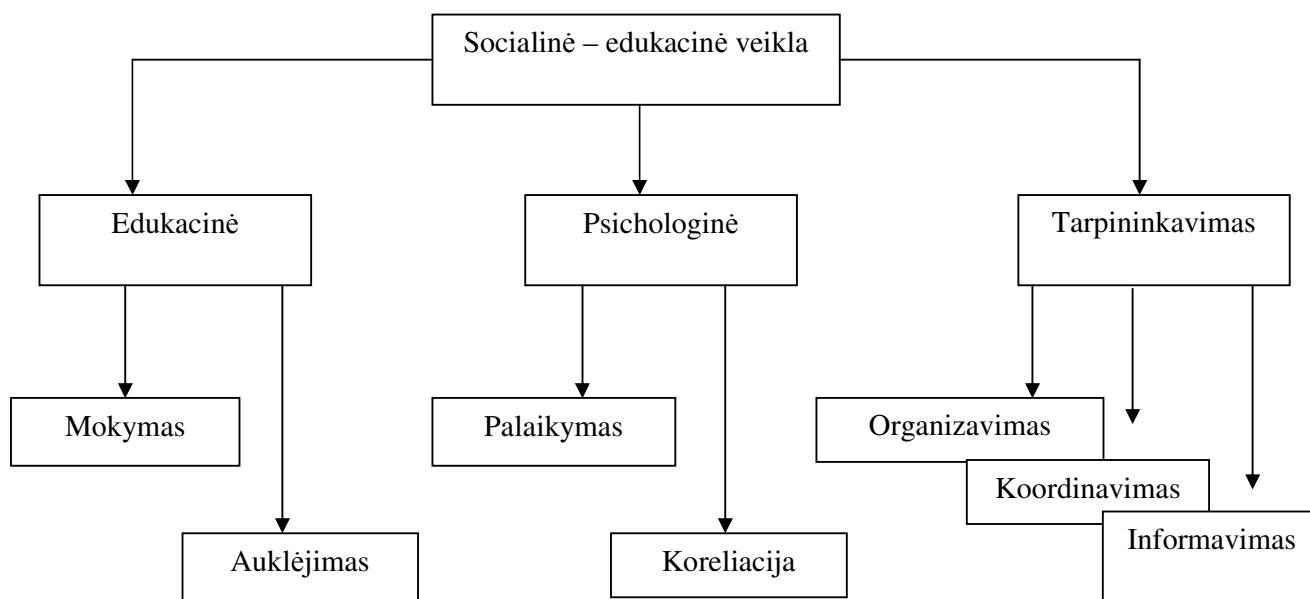 Socialinė – edukacinė veikla
Edukacinė
Psichologinė
Tarpininkavimas
Mokymas
Palaikymas
Organizavimas
Koordinavimas
Informavimas
Auklėjimas
Koreliacija